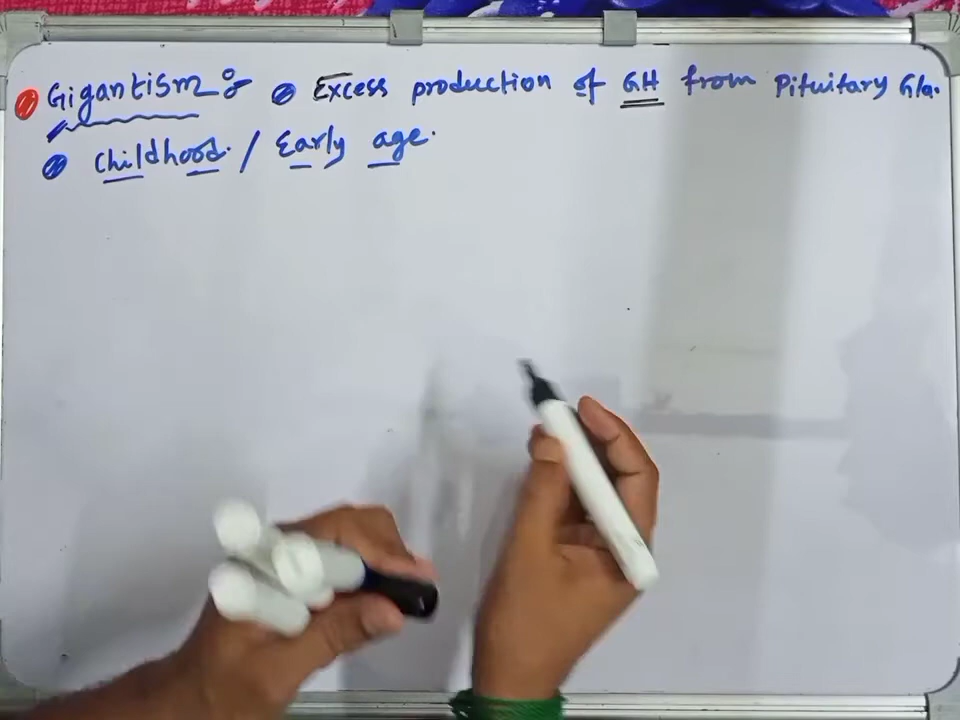 Gigantism : Excess production of GH from Pituitary Gla.
Childhood. / Early age.